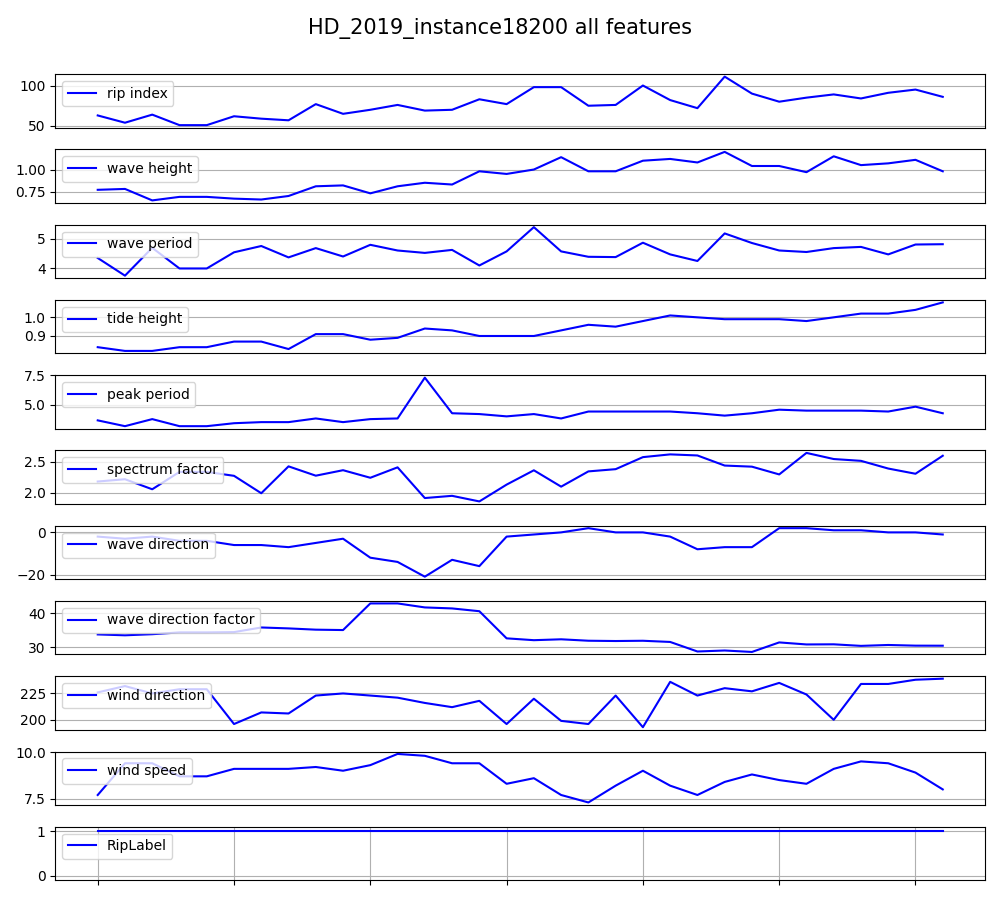 HD_2019_instance18200 all features
100
50
rip index
1.00
0.75
wave height
5
4
wave period
1.0
0.9
tide height
7.5
5.0
peak period
2.5
2.0
spectrum factor
0
−20
wave direction
40
30
wave direction factor
225
200
wind direction
10.0
7.5
wind speed
1
0
RipLabel